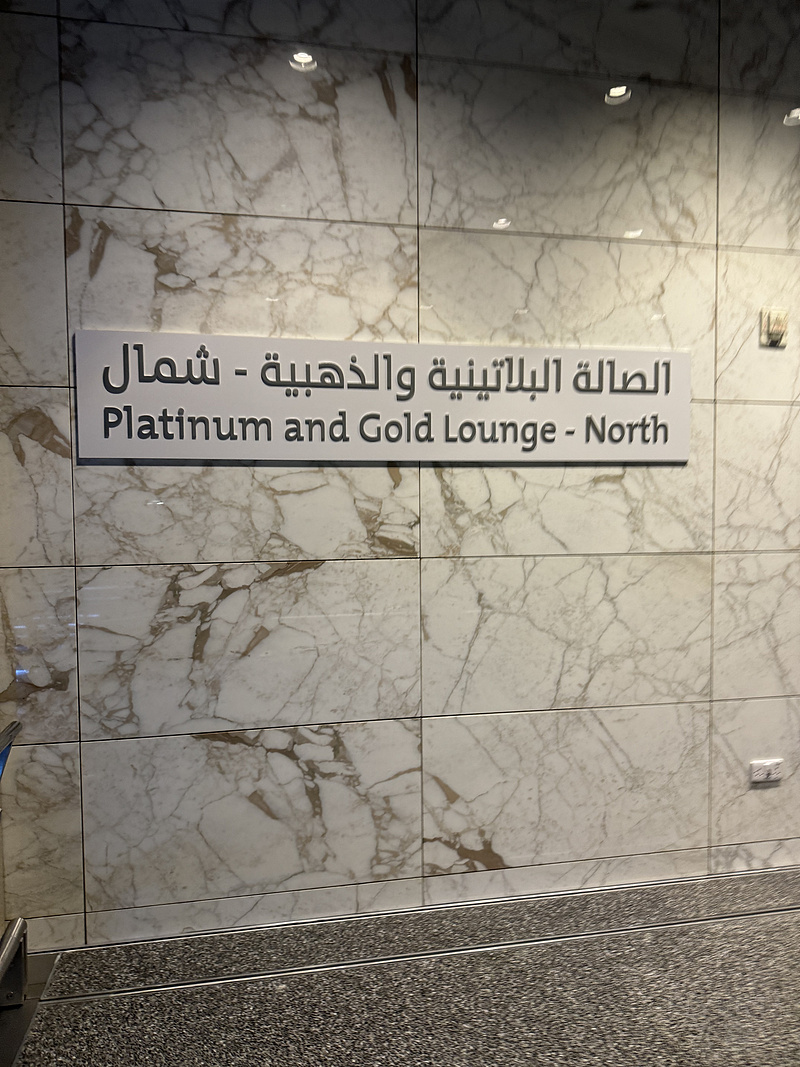 الصالة البلاتينية والذهبية - شمال
Platinum and Gold Lounge - North